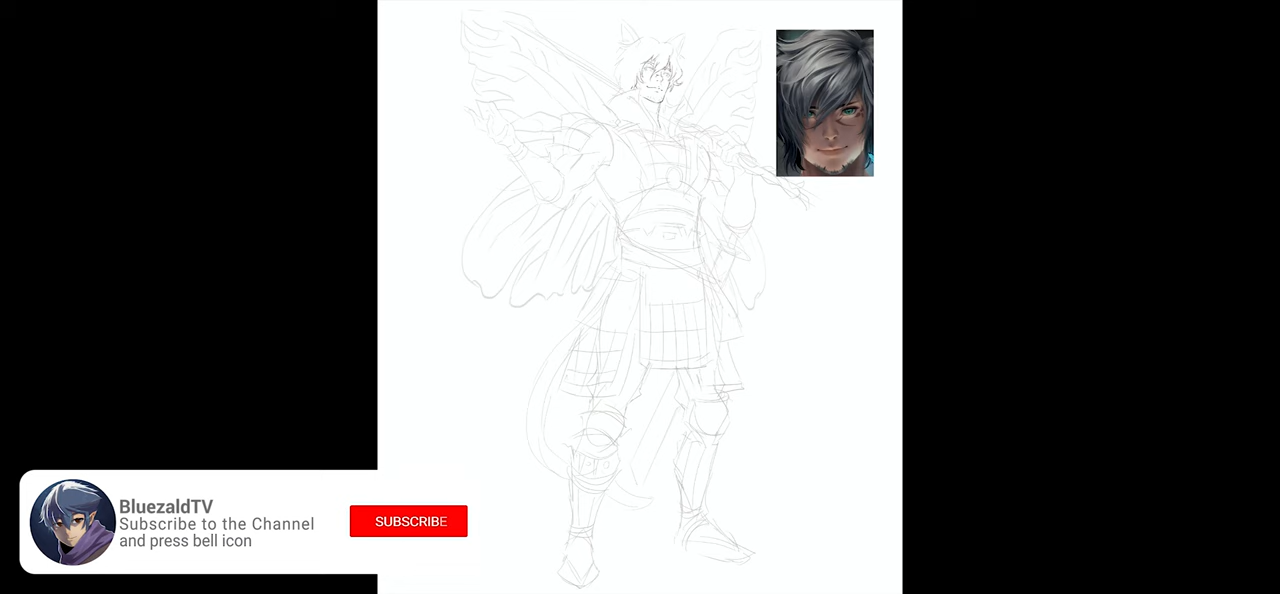 BluezaldTV
Subscribe to the Channel
and press bell icon
SUBSCRIBE